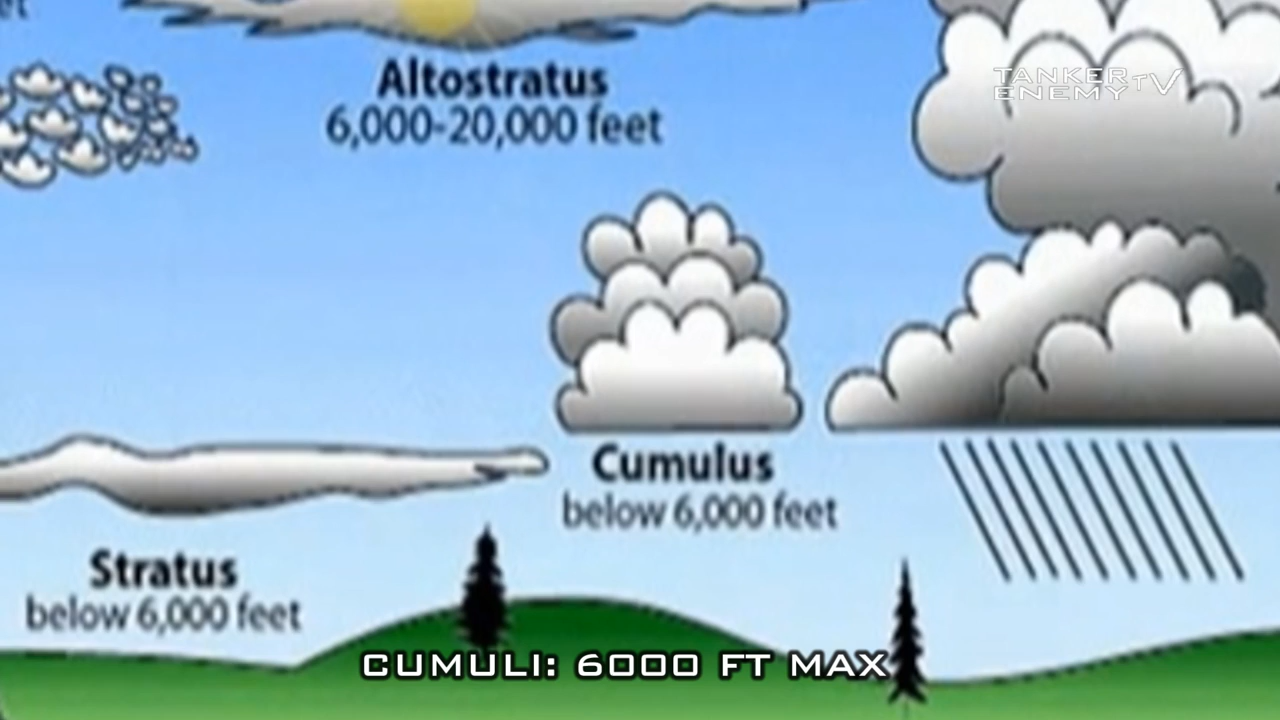 et
Altostratus
6,000-20,000 feet
TANKER
ENEMY TV
Cumulus
below 6,000 feet
Stratus
below 6,000 feet
CUMULI: 6000 FT MAX